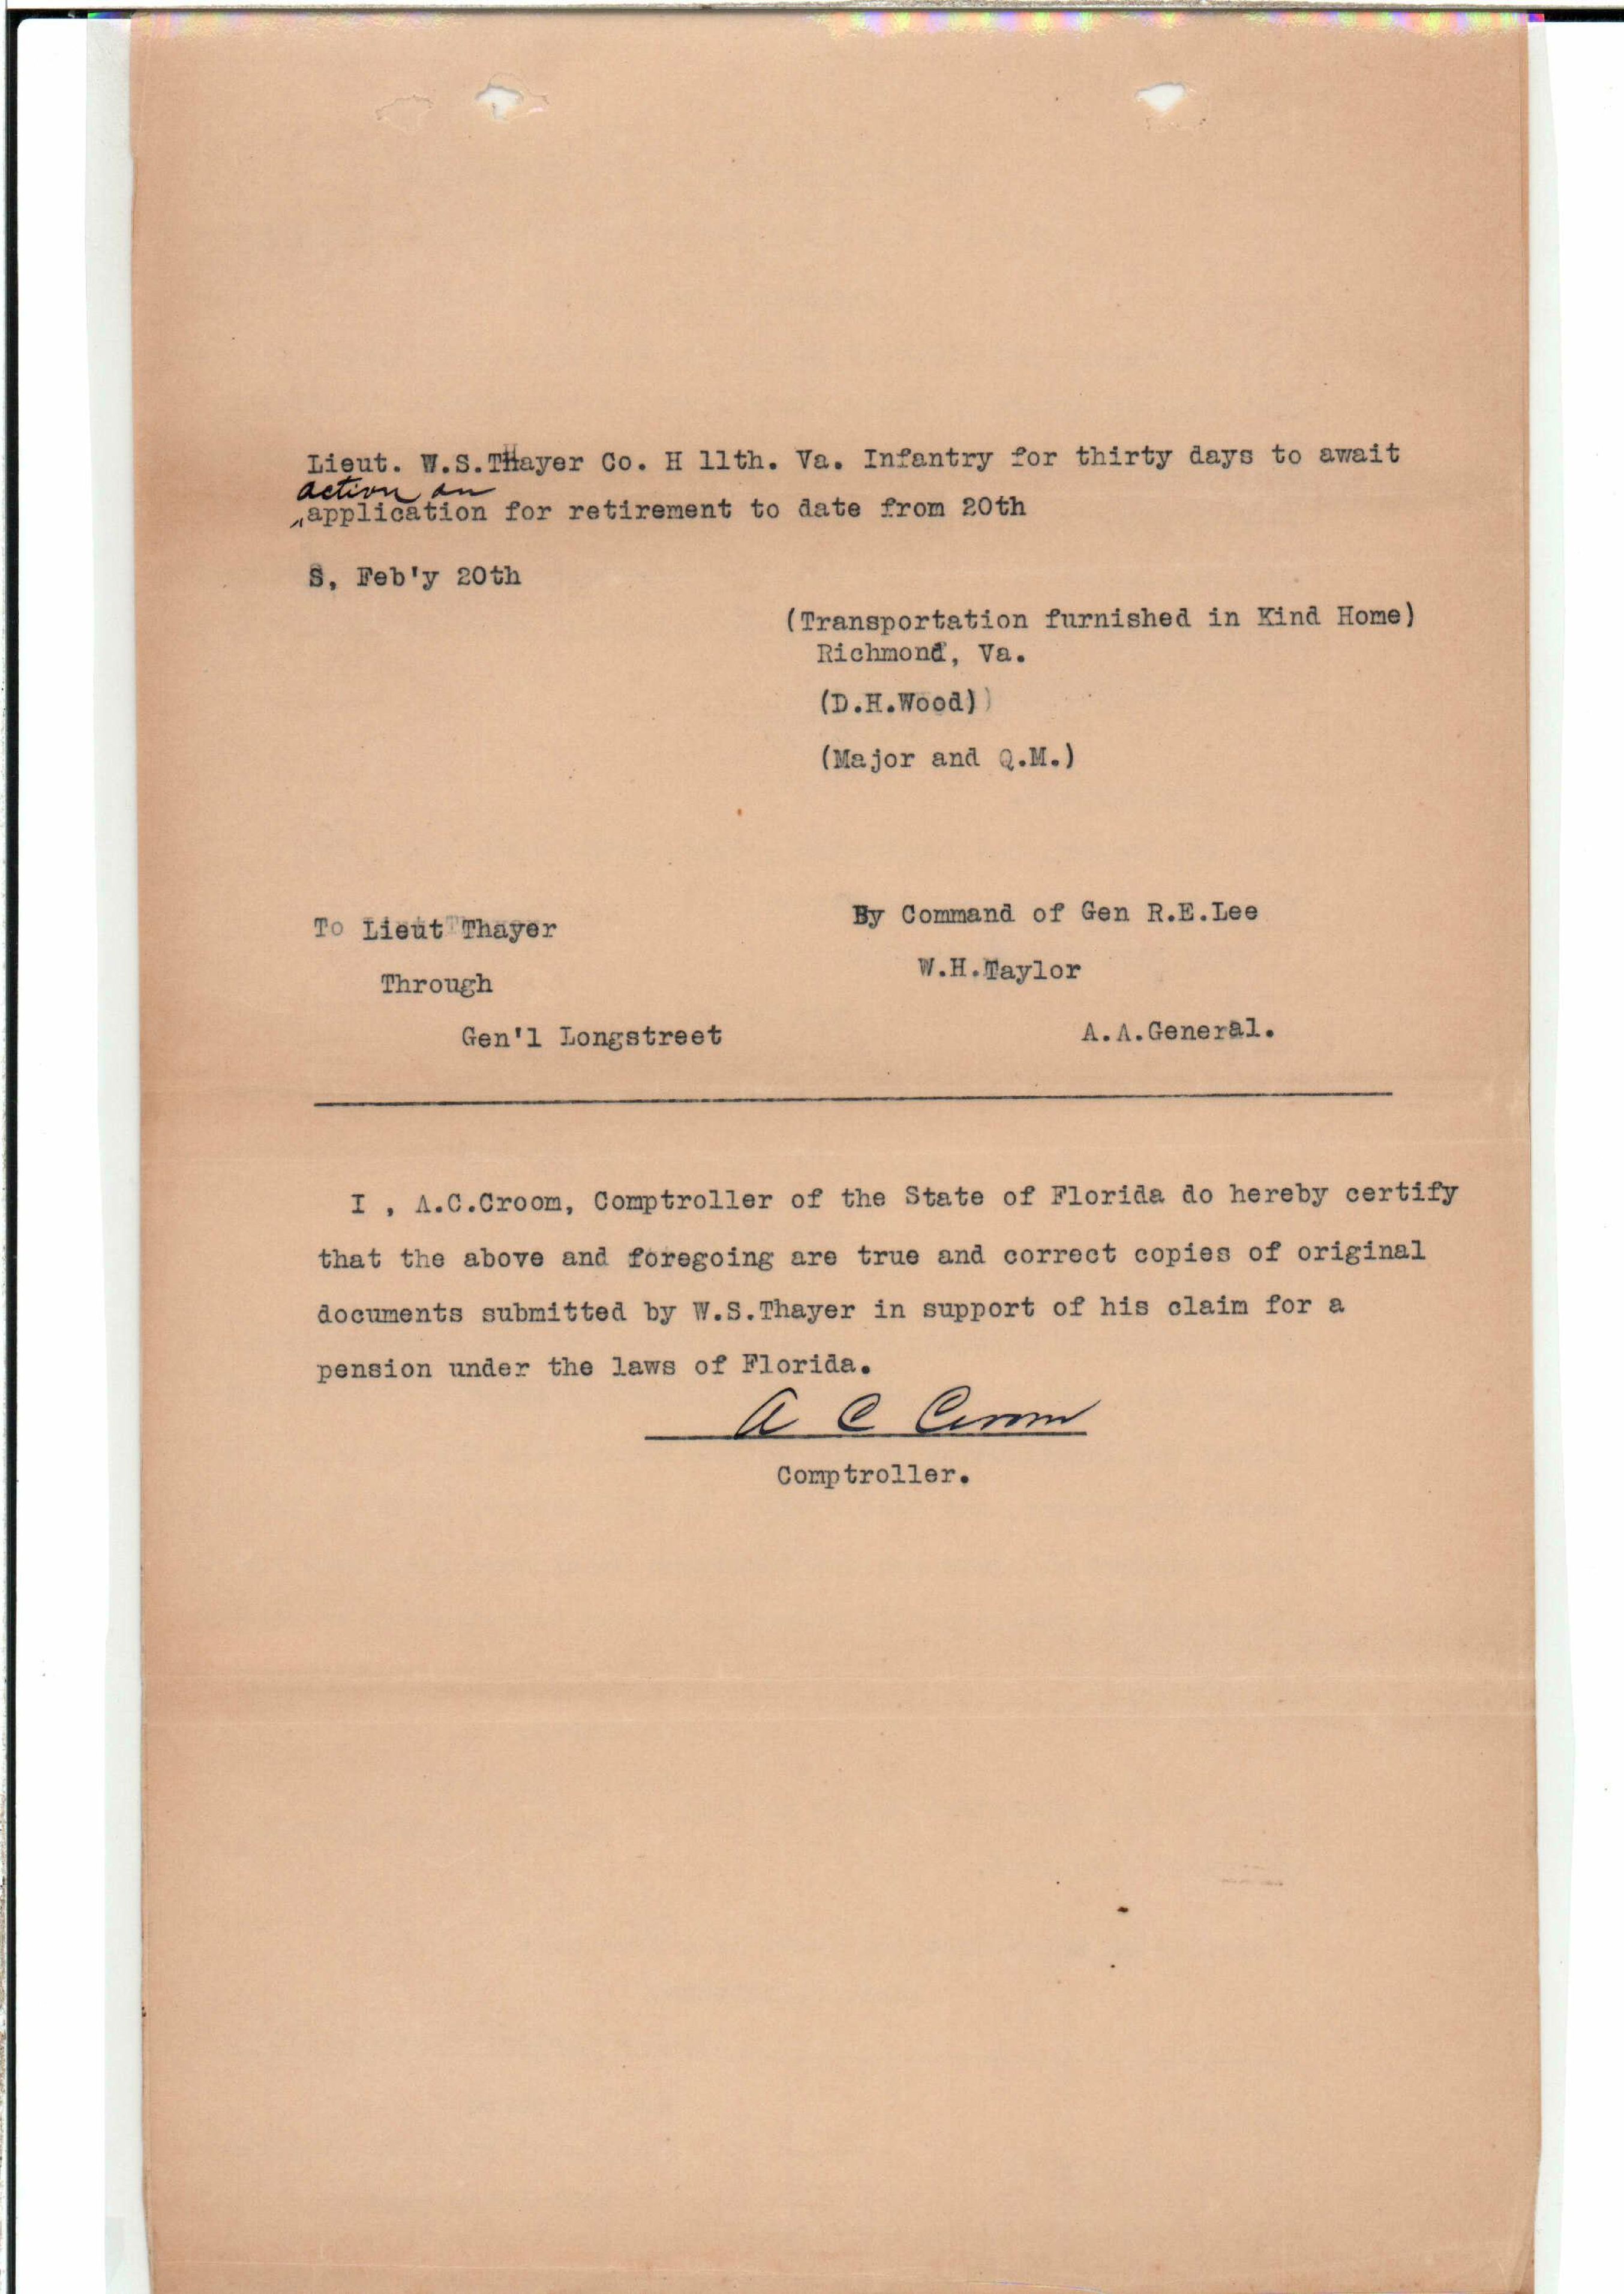 Lieut. W.S.Thayer Co. H 11th. Va. Infantry for thirty days to await
action on
application for retirement to date from 20th
S, Feb'y 20th
(Transportation furnished in Kind Home)
Richmond, Va.
(D.H.Wood)
(Major and Q.M.)
To Lieut Thayer
Through
Gen'l Longstreet
By Command of Gen R.E.Lee
W.H.Taylor
A.A.General.
I , A.C.Croom, Comptroller of the State of Florida do hereby certify
that the above and foregoing are true and correct copies of original
documents submitted by W.S.Thayer in support of his claim for a
pension under the laws of Florida.
A C Croom
Comptroller.